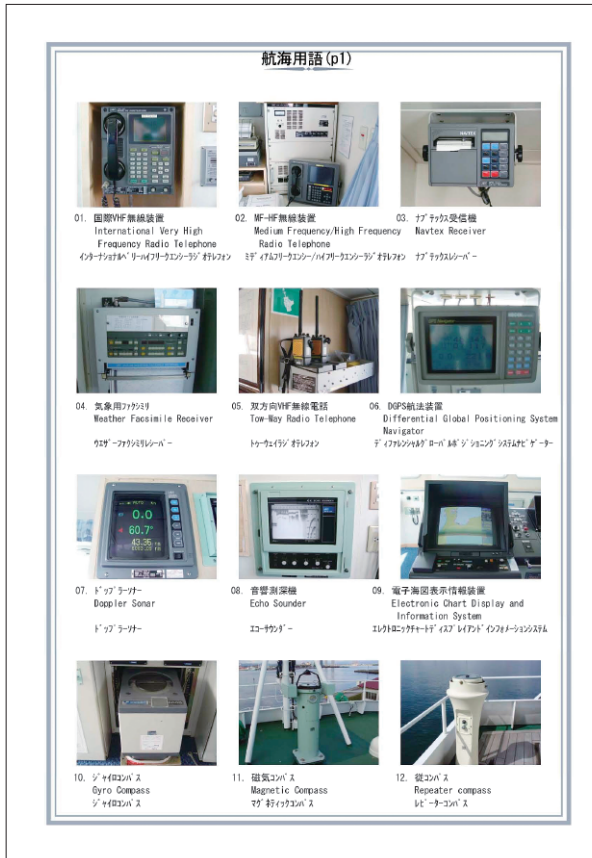 航海用語(p1)
01. 国際VHF無線装置
International Very High
Frequency Radio Telephone
インターナショナルベリーハイフリークエンシーラジオテレフォン
02. MF-HF無線装置
Medium Frequency/High Frequency
Radio Telephone
ミディアムフリークエンシー/ハイフリークエンシーラジオテレフォン
03. ナブテックス受信機
Navtex Receiver
ナブテックスレシーバー
04. 気象用ファクシミリ
Weather Facsimile Receiver
ウエザーファクシミリレシーバー
05. 双方向VHF無線電話
Tow-Way Radio Telephone
トゥーウェイラジオテレフォン
06. DGPS航法装置
Differential Global Positioning System
Navigator
ディファレンシャルグローバルポジショニングシステムナビゲーター
0.0
60.7°
07. ドップラーソナー
Doppler Sonar
ドップラーソナー
08. 音響測深機
Echo Sounder
エコーサウンダー
09. 電子海図表示情報装置
Electronic Chart Display and
Information System
エレクトロニックチャートディスプレイアンドインフォメーションシステム
10. ジャイロコンパス
Gyro Compass
ジャイロコンパス
11. 磁気コンパス
Magnetic Compass
マグネティックコンパス
12. 従コンパス
Repeater compass
レピーターコンパス